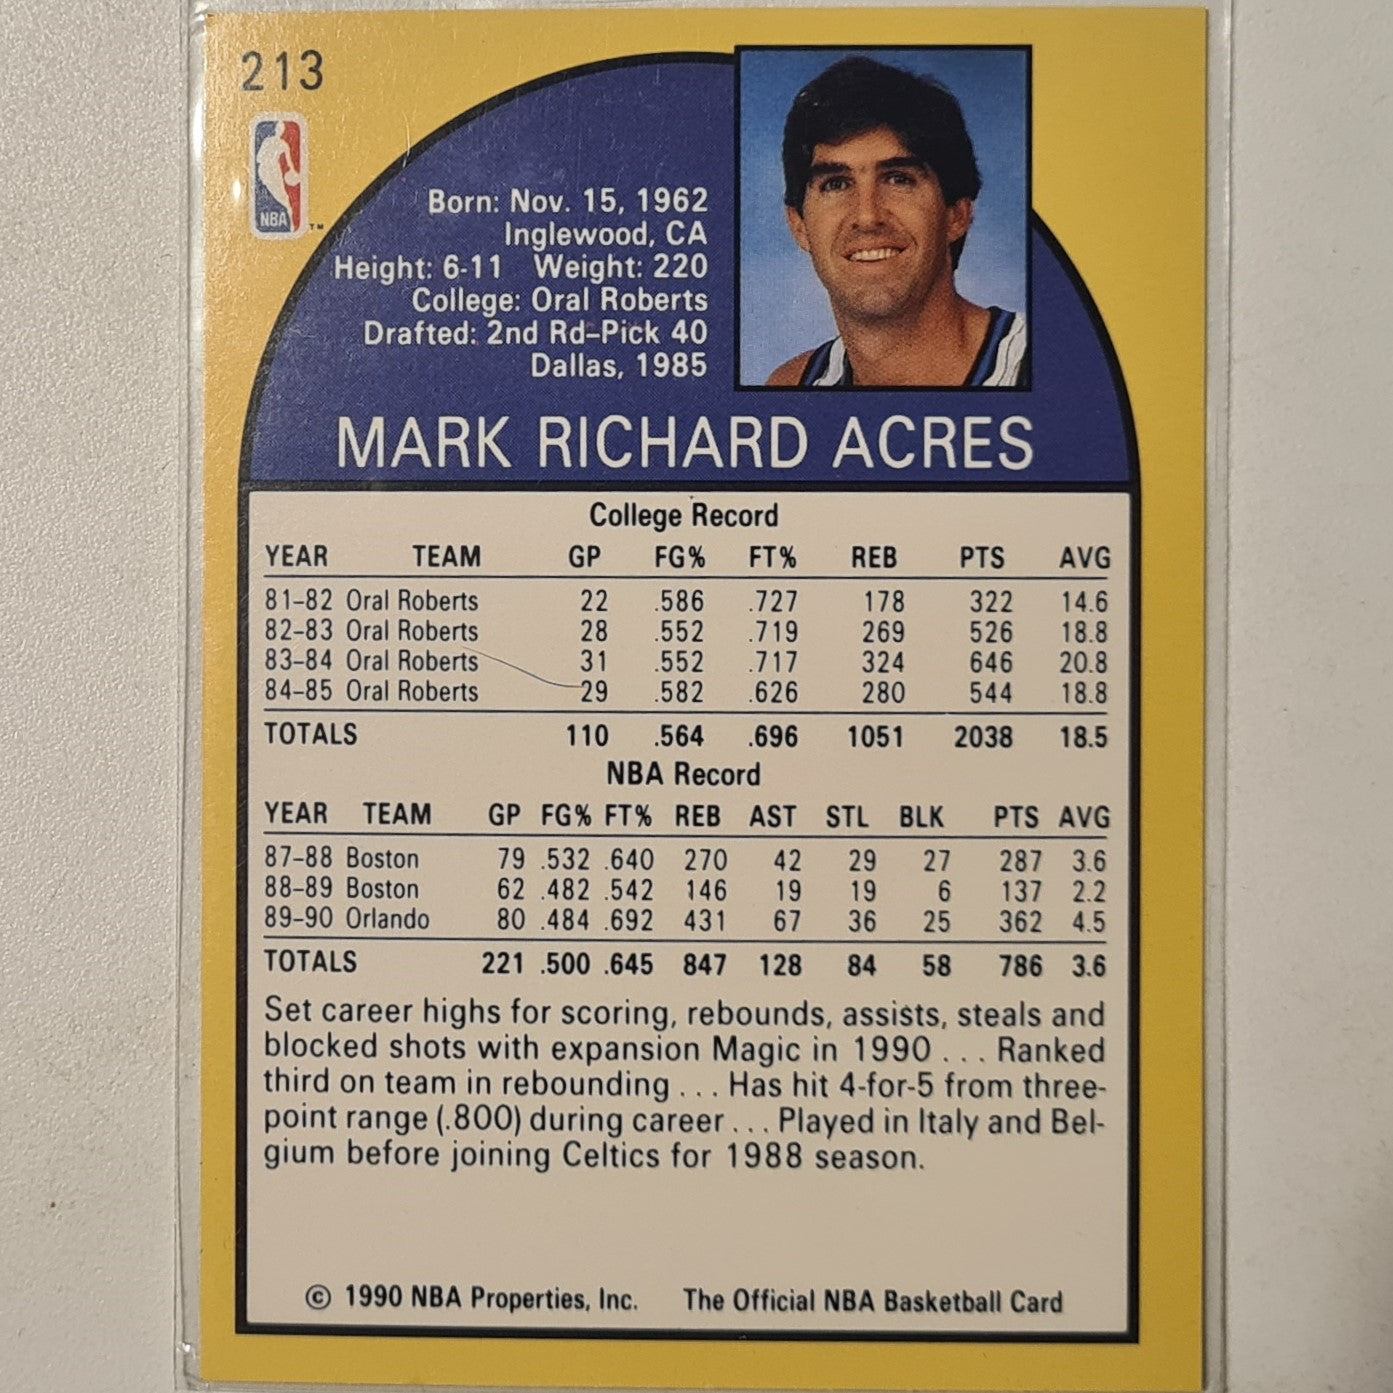 213
NBA
TM
Born: Nov. 15, 1962
Inglewood, CA
Height: 6-11 Weight: 220
College: Oral Roberts
Drafted: 2nd Rd-Pick 40
Dallas, 1985
MARK RICHARD ACRES
College Record
YEAR TEAM GP FG% FT% REB PTS AVG
81-82 Oral Roberts 22 .586 .727 178 322 14.6
82-83 Oral Roberts 28 .552 .719 269 526 18.8
83-84 Oral Roberts 31 .552 .717 324 646 20.8
84-85 Oral Roberts 29 .582 .626 280 544 18.8
TOTALS 110 .564 .696 1051 2038 18.5
NBA Record
YEAR TEAM GP FG% FT% REB AST STL BLK PTS AVG
87-88 Boston 79 .532 .640 270 42 29 27 287 3.6
88-89 Boston 62 .482 .542 146 19 19 6 137 2.2
89-90 Orlando 80 .484 .692 431 67 36 25 362 4.5
TOTALS 221 .500 .645 847 128 84 58 786 3.6
Set career highs for scoring, rebounds, assists, steals and
blocked shots with expansion Magic in 1990 . . . Ranked
third on team in rebounding . . . Has hit 4-for-5 from three-
point range (.800) during career . . . Played in Italy and Bel-
gium before joining Celtics for 1988 season.
© 1990 NBA Properties, Inc. The Official NBA Basketball Card